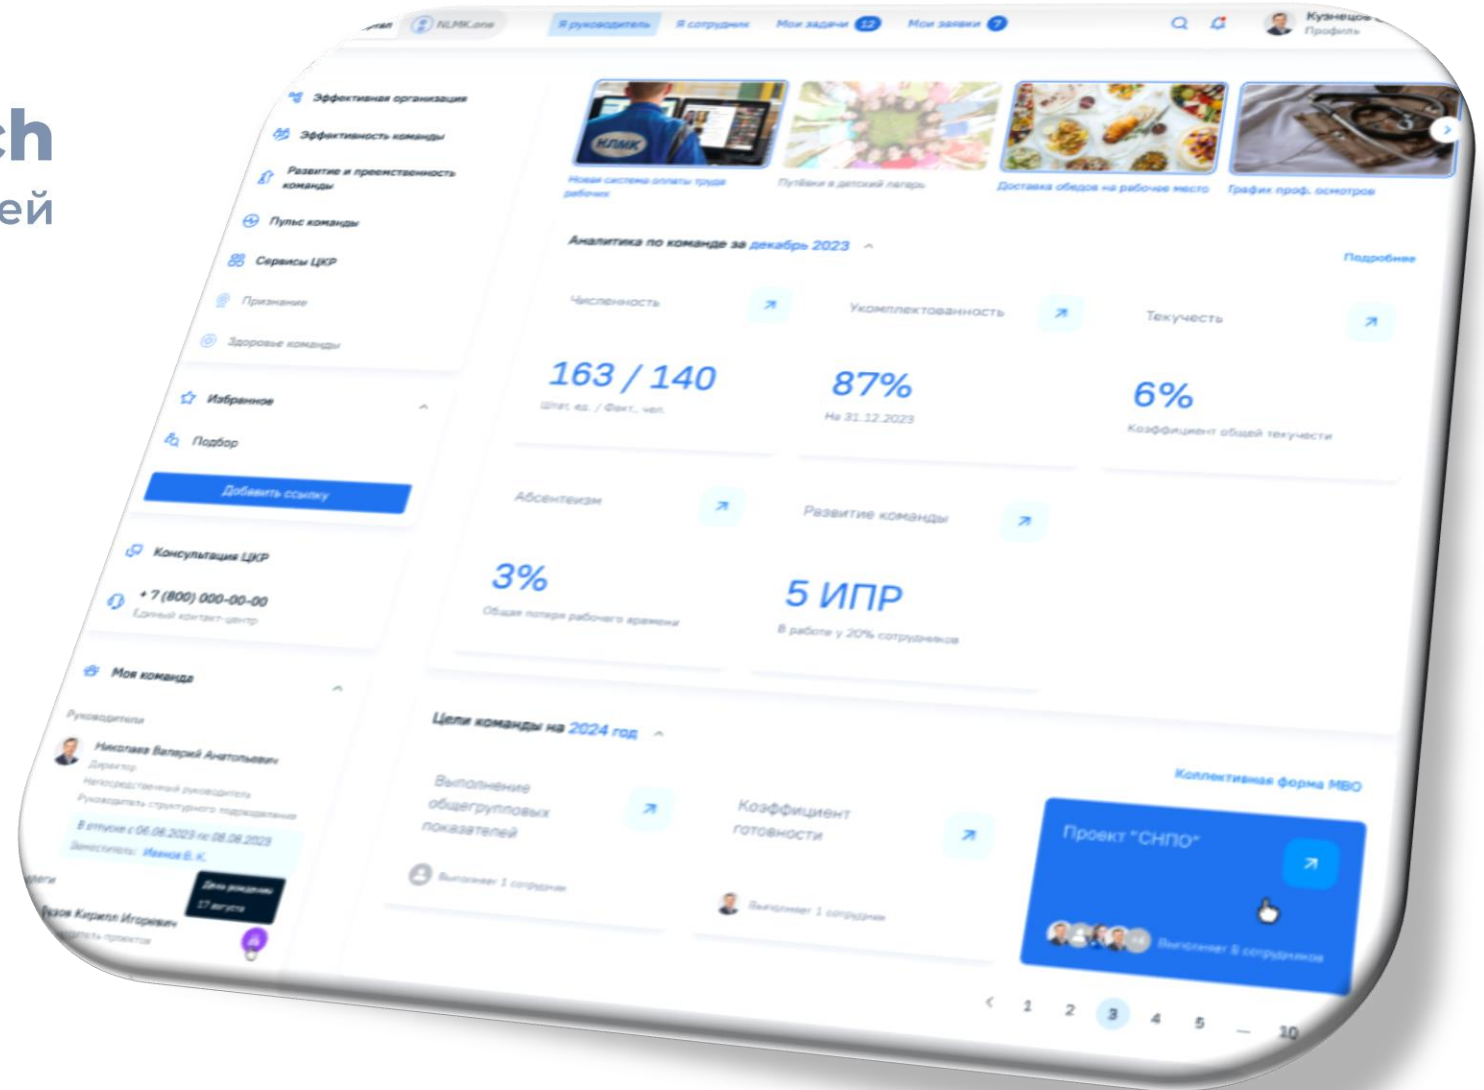 ch
ей
NLMK.one
Я руководитель
Я сотрудник
Мои задачи 12
Мои заявки 7
Кузнецов
Профиль
Эффективная организация
Эффективность команды
Развитие и преемственность
команды
Пульс команды
Сервисы ЦКР
Признание
Здоровье команды
Избранное
Подбор
Добавить ссылку
Консультация ЦКР
+ 7 (800) 000-00-00
Единый контакт-центр
Моя команда
Руководители
Николаев Валерий Анатольевич
Директор
Непосредственный руководитель
Руководитель структурного подразделения
В отпуске с 06.08.2023 по 08.08.2023
Заместитель: Иванов В. К.
День рождения
17 августа
Кирилл Игоревич
проектов
НЛМК
Новая система оплаты труда
рабочих
Путёвки в детский лагерь
Доставка обедов на рабочее место
График проф. осмотров
Аналитика по команде за декабрь 2023
Подробнее
Численность
163 / 140
Штат, ед. / Факт., чел.
Укомплектованность
87%
На 31.12.2023
Текучесть
6%
Коэффициент общей текучести
Абсентеизм
3%
Общая потеря рабочего времени
Развитие команды
5 ИПР
В работе у 20% сотрудников
Цели команды на 2024 год
Коллективная форма МВО
Выполнение
общегрупповых
показателей
Выполняет 1 сотрудник
Коэффициент
готовности
Выполняет 1 сотрудник
Проект "СНПО"
Выполняет 8 сотрудников
1 2 3 4 5 ... 10